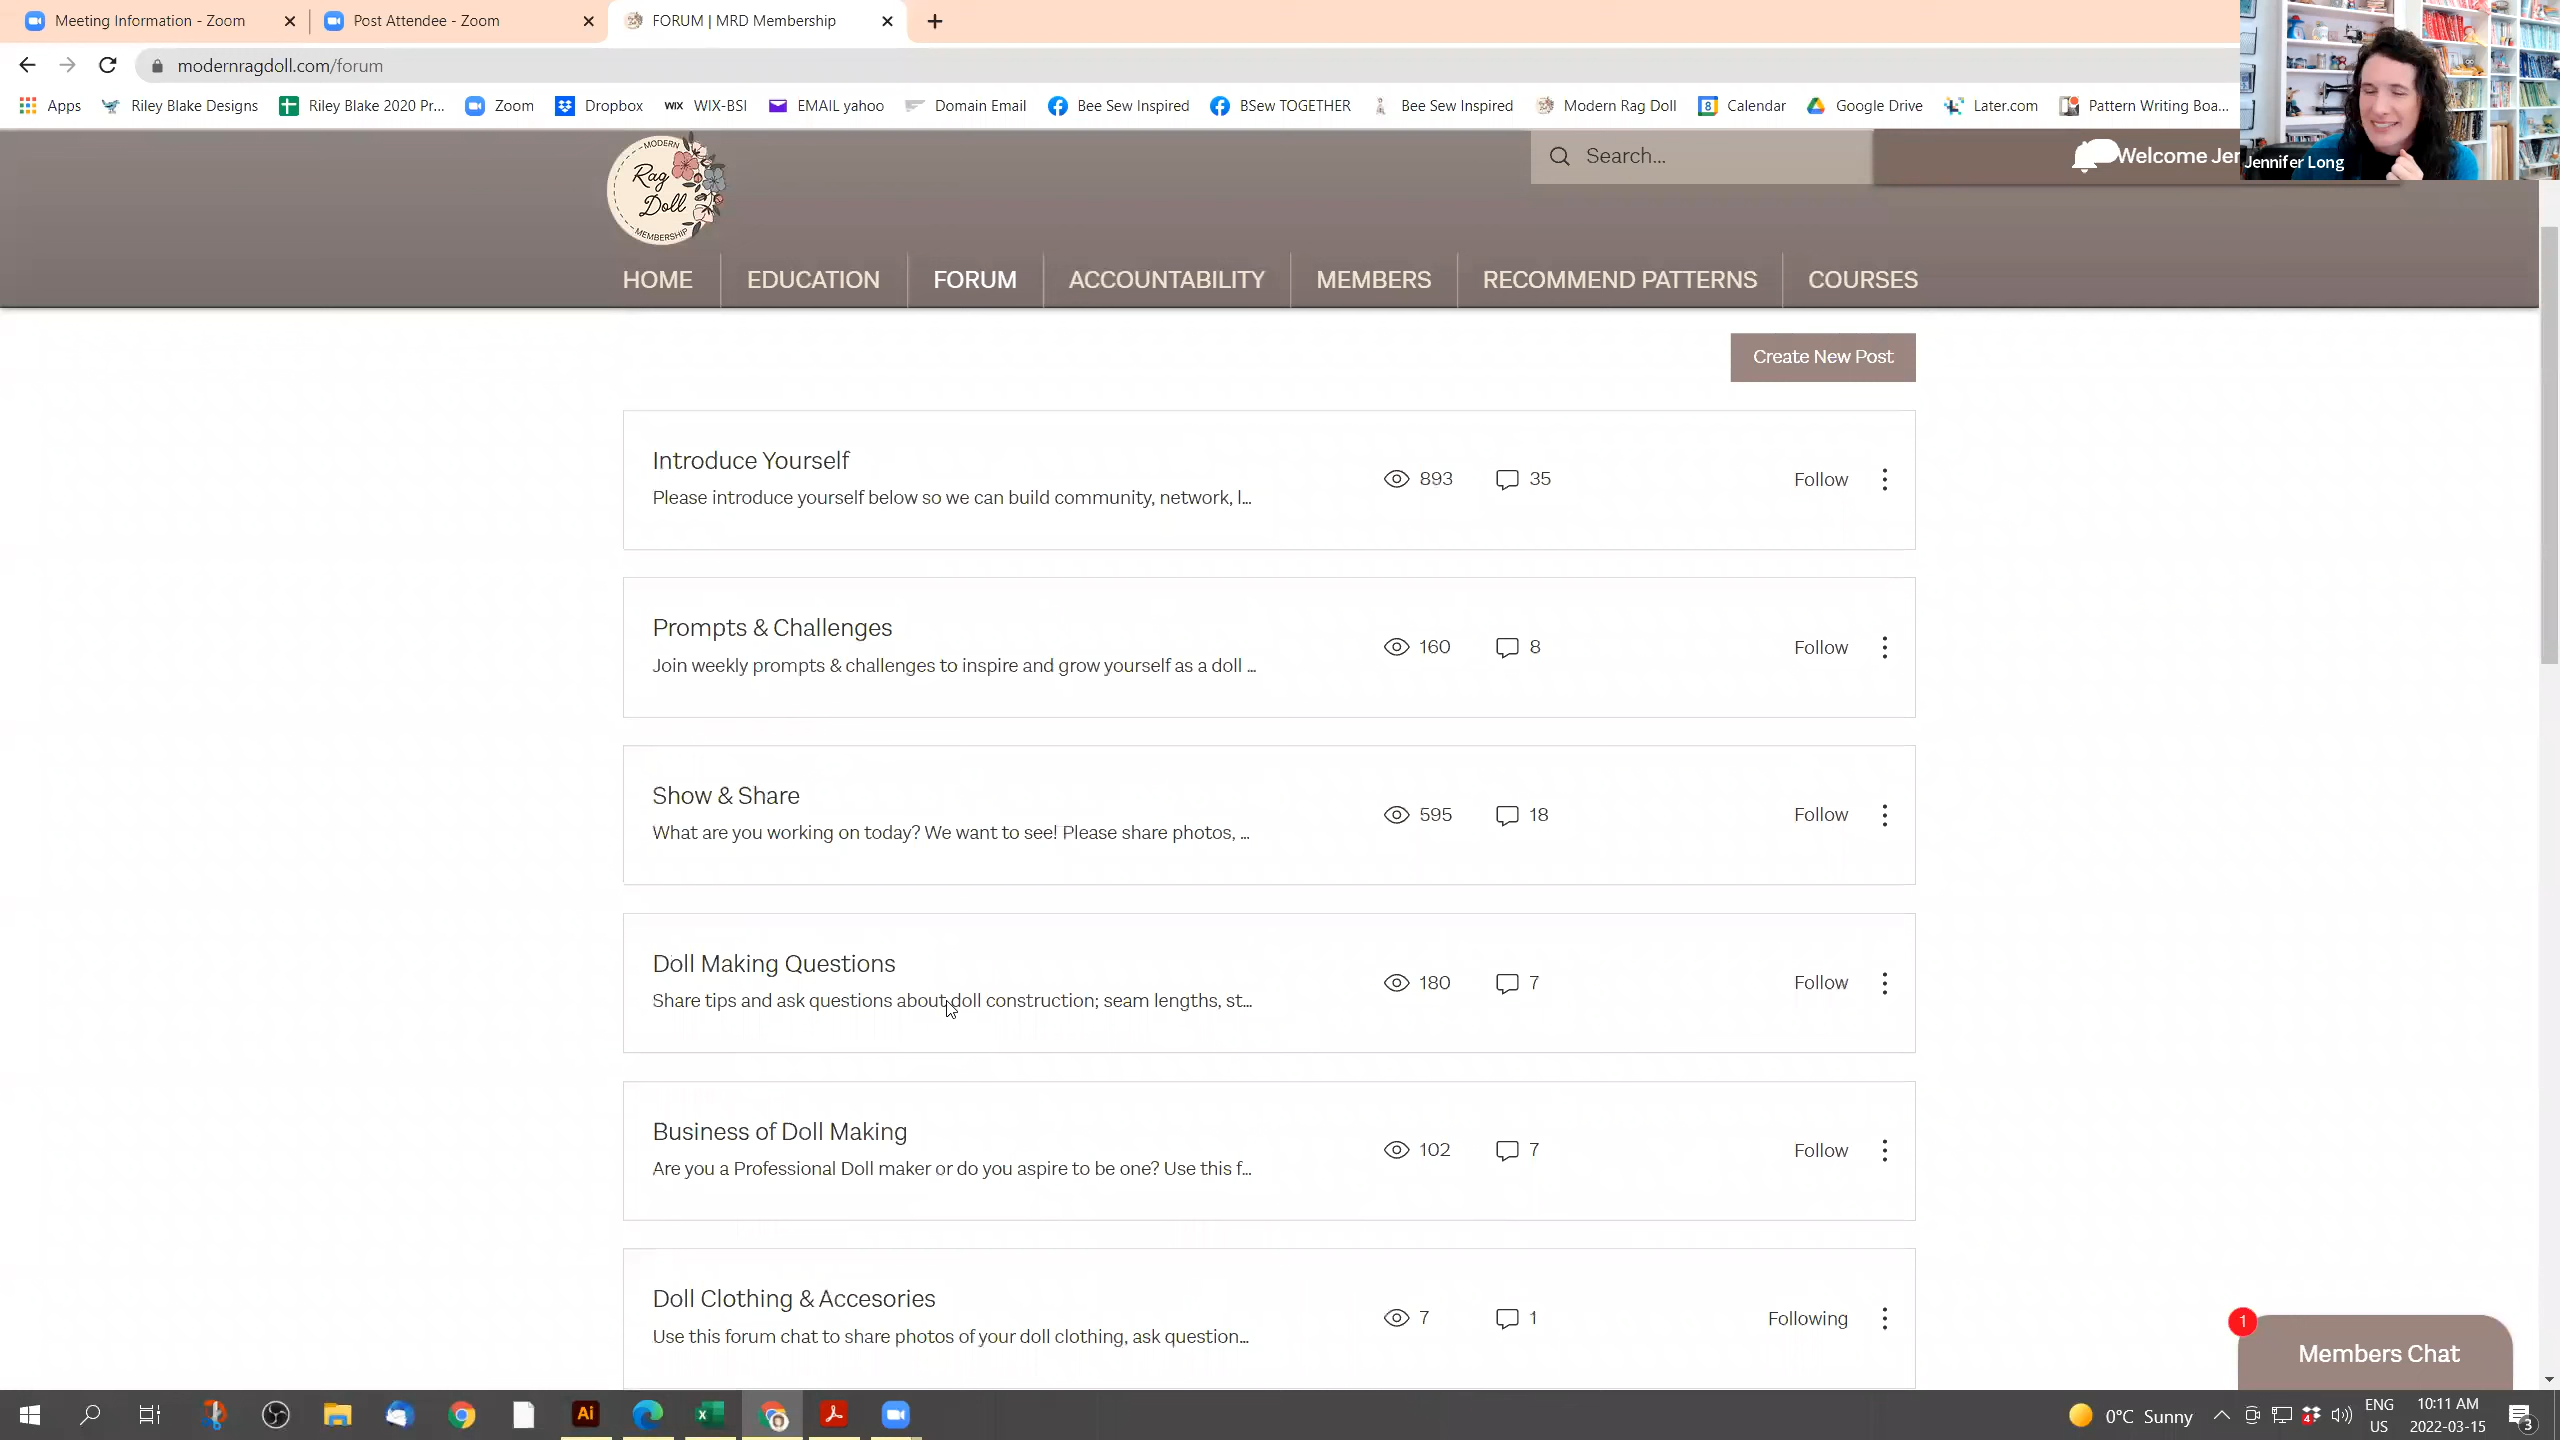 Meeting Information - Zoom
Post Attendee - Zoom
FORUM | MRD Membership
modernragdoll.com/forum
Apps
Riley Blake Designs
Riley Blake 2020 Pr...
Zoom
Dropbox
WIX WIX-BSI
EMAIL yahoo
Domain Email
Bee Sew Inspired
BSew TOGETHER
Bee Sew Inspired
Modern Rag Doll
8 Calendar
Google Drive
Later.com
Pattern Writing Boa...
MODERN
Rag
Doll
MEMBERSHIP
Search...
Welcome Jen
Jennifer Long
HOME
EDUCATION
FORUM
ACCOUNTABILITY
MEMBERS
RECOMMEND PATTERNS
COURSES
Create New Post
Introduce Yourself
Please introduce yourself below so we can build community, network, l...
893
35
Follow
Prompts & Challenges
Join weekly prompts & challenges to inspire and grow yourself as a doll ...
160
8
Follow
Show & Share
What are you working on today? We want to see! Please share photos, ...
595
18
Follow
Doll Making Questions
Share tips and ask questions about doll construction; seam lengths, st...
180
7
Follow
Business of Doll Making
Are you a Professional Doll maker or do you aspire to be one? Use this f...
102
7
Follow
Doll Clothing & Accesories
Use this forum chat to share photos of your doll clothing, ask question...
7
1
Following
1
Members Chat
Ai
0°C Sunny
4
ENG
US
10:11 AM
2022-03-15
3